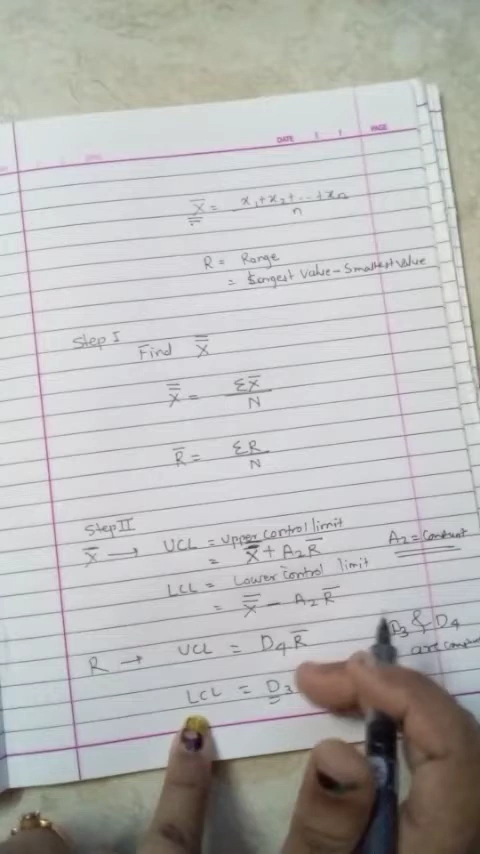 DATE
PAGE
X̄ = x₁+x₂+...+xₙ / n
R = Range
= Largest Value - Smallest value
Step I
Find X̿
X̿ = ΣX̄ / N
R̄ = ΣR / N
Step II
X̄ → UCL = Upper control limit
= X̿ + A₂R̄ A₂ = Constant
LCL = Lower control limit
= X̿ - A₂R̄
R → UCL = D₄R̄ D₃ & D₄
are
LCL = D₃